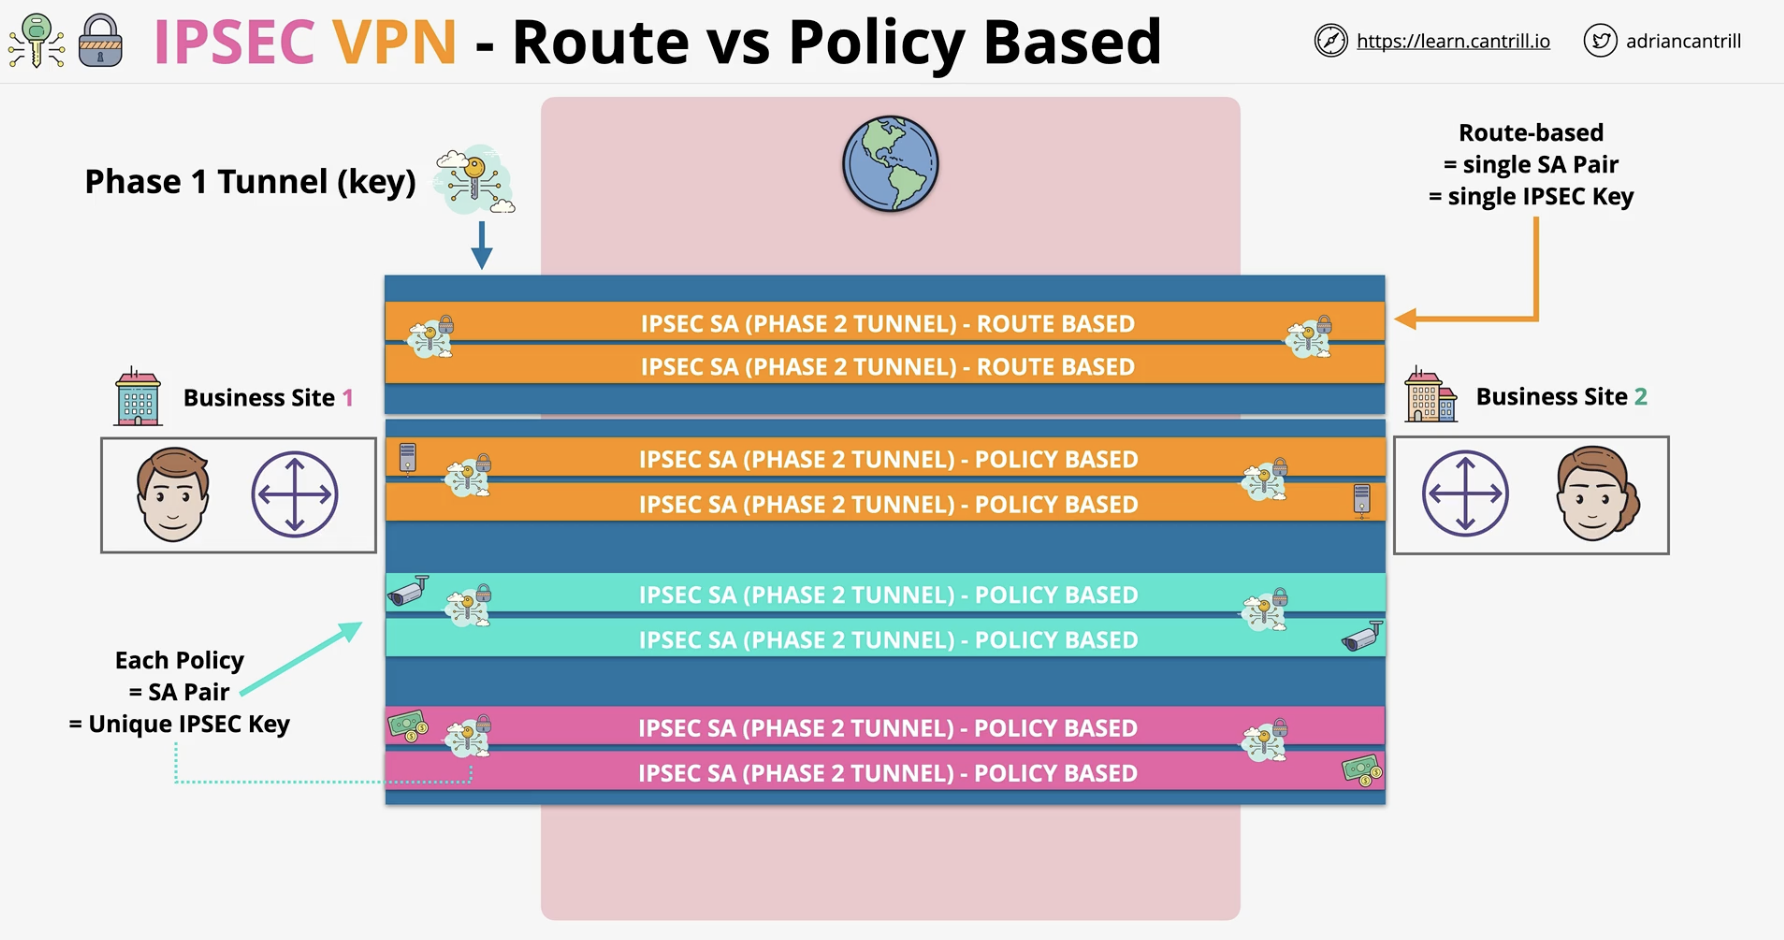 IPSEC VPN - Route vs Policy Based
https://learn.cantrill.io
adriancantrill
Phase 1 Tunnel (key)
Route-based
= single SA Pair
= single IPSEC Key
IPSEC SA (PHASE 2 TUNNEL) - ROUTE BASED
IPSEC SA (PHASE 2 TUNNEL) - ROUTE BASED
Business Site 1
Business Site 2
IPSEC SA (PHASE 2 TUNNEL) - POLICY BASED
IPSEC SA (PHASE 2 TUNNEL) - POLICY BASED
IPSEC SA (PHASE 2 TUNNEL) - POLICY BASED
IPSEC SA (PHASE 2 TUNNEL) - POLICY BASED
Each Policy
= SA Pair
= Unique IPSEC Key
IPSEC SA (PHASE 2 TUNNEL) - POLICY BASED
IPSEC SA (PHASE 2 TUNNEL) - POLICY BASED